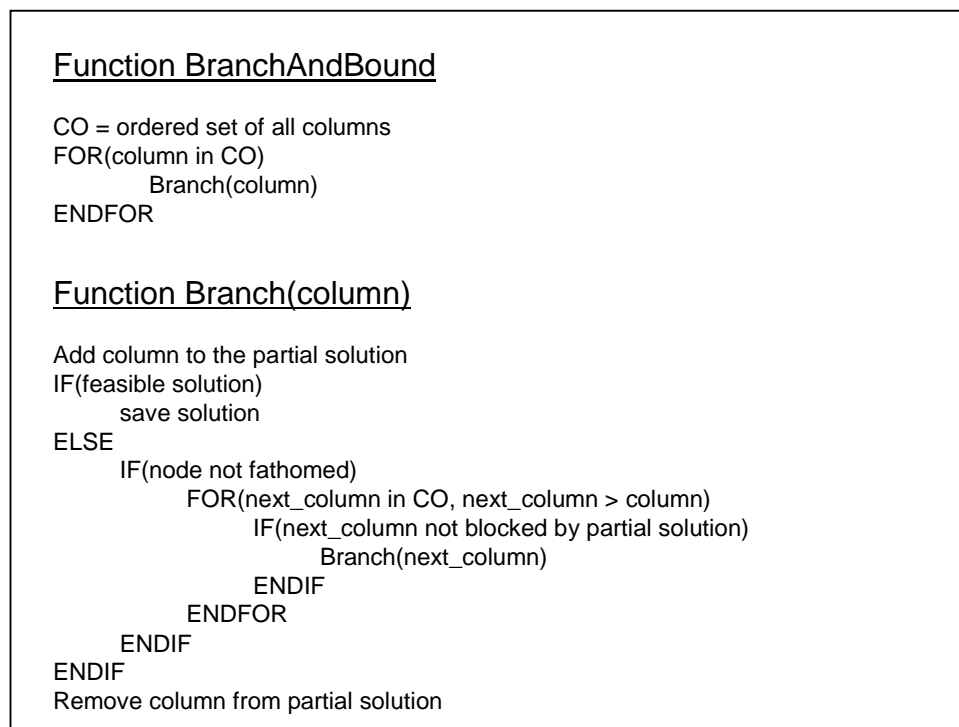 Function BranchAndBound
CO = ordered set of all columns
FOR(column in CO)
Branch(column)
ENDFOR
Function Branch(column)
Add column to the partial solution
IF(feasible solution)
save solution
ELSE
IF(node not fathomed)
FOR(next_column in CO, next_column > column)
IF(next_column not blocked by partial solution)
Branch(next_column)
ENDIF
ENDFOR
ENDIF
ENDIF
Remove column from partial solution